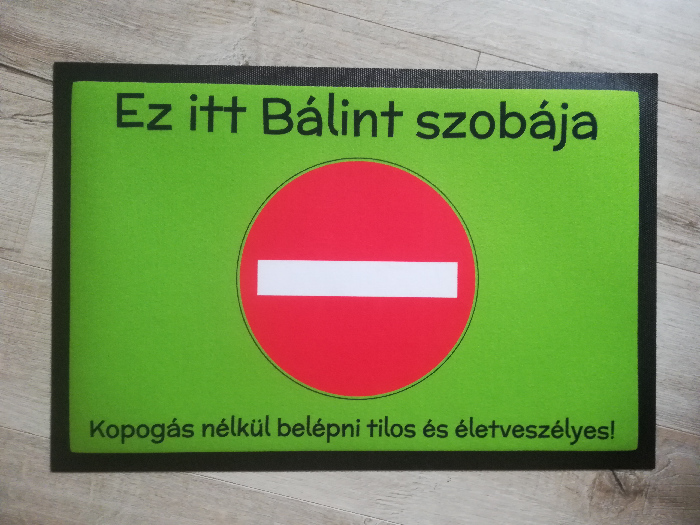 Ez itt Bálint szobája
Kopogás nélkül belépni tilos és életveszélyes!